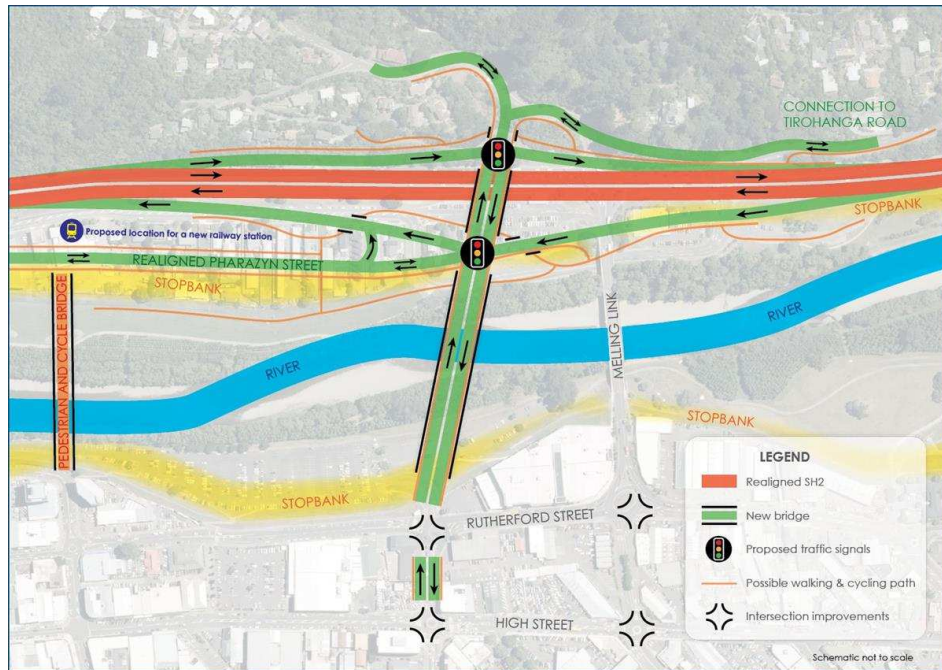 CONNECTION TO
TIROHANGA ROAD
STOPBANK
Proposed location for a new railway station
REALIGNED PHARAZYN STREET
STOPBANK
PEDESTRIAN AND CYCLE BRIDGE
RIVER
RIVER
MELLING LINK
STOPBANK
STOPBANK
RUTHERFORD STREET
HIGH STREET
LEGEND
Realigned SH2
New bridge
Proposed traffic signals
Possible walking & cycling path
Intersection improvements
Schematic not to scale